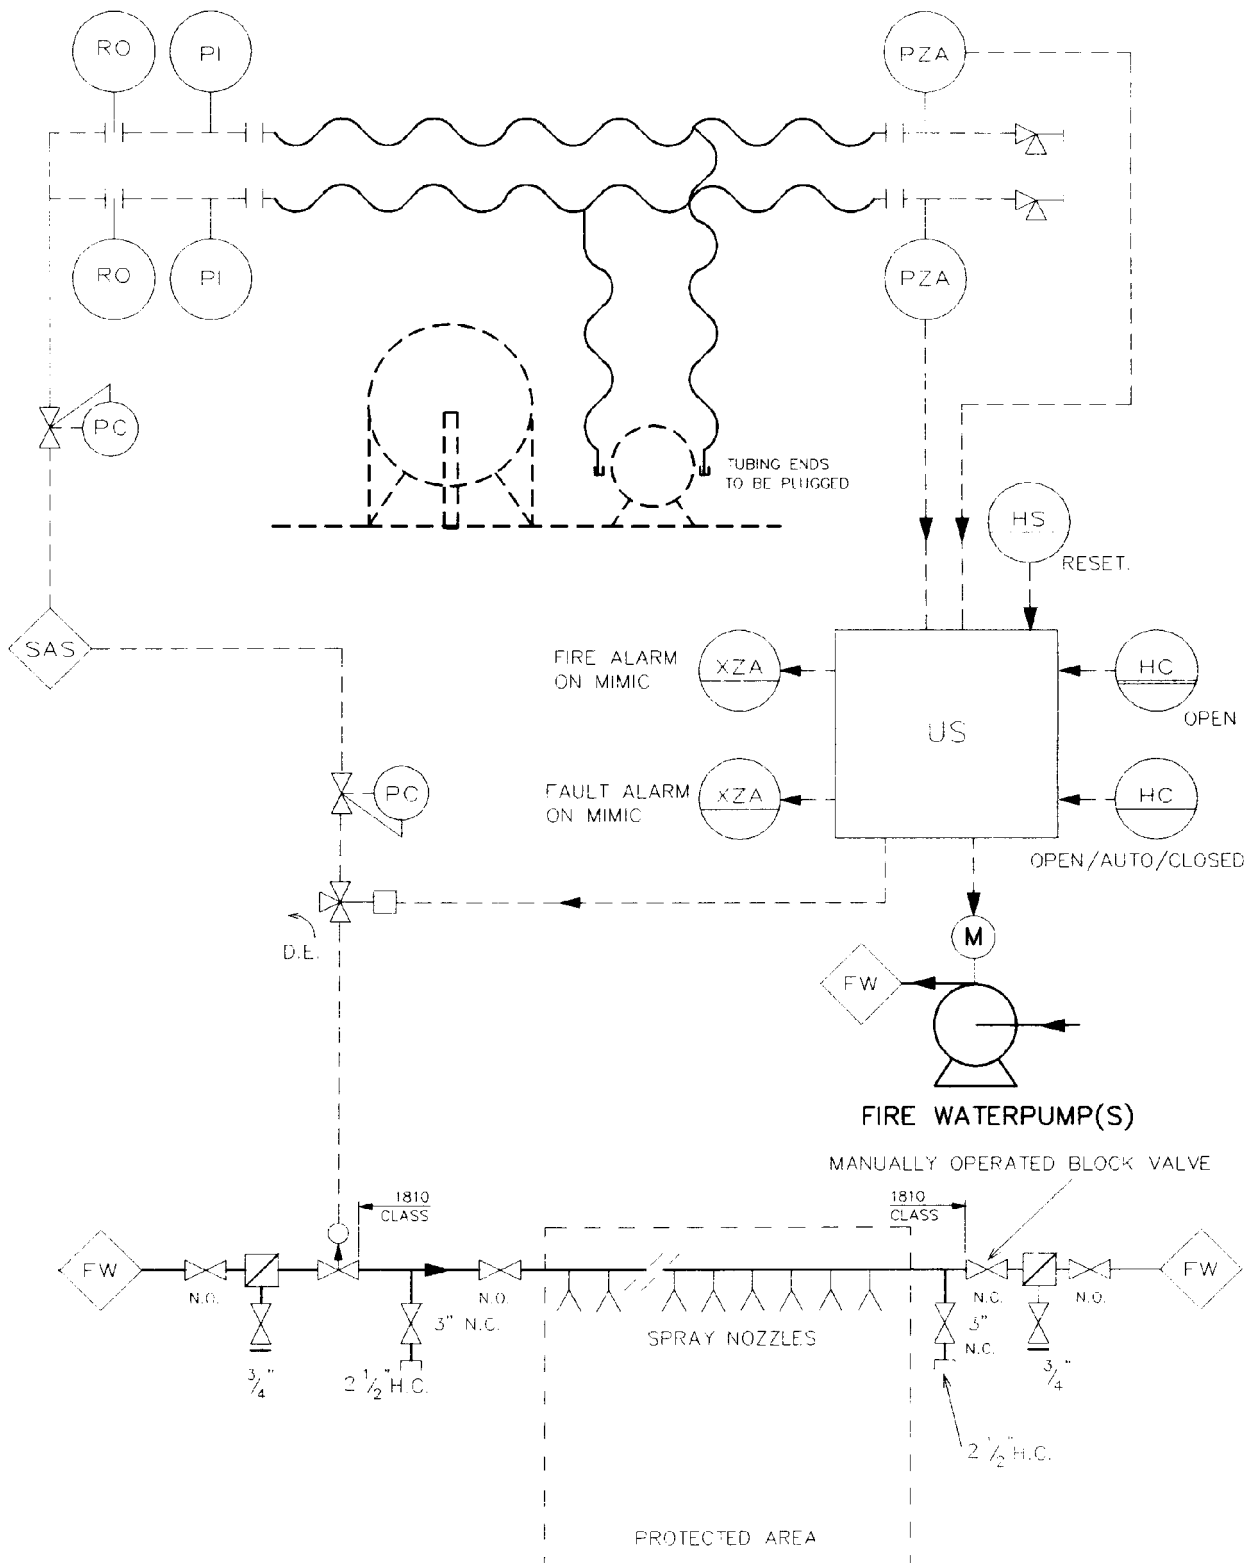 RO
PI
PZA
RO
PI
PZA
PC
TUBING ENDS
TO BE PLUGGED
HS
RESET.
SAS
FIRE ALARM
ON MIMIC
XZA
HC
OPEN
US
PC
FAULT ALARM
ON MIMIC
XZA
HC
OPEN/AUTO/CLOSED
D.E.
M
FW
FIRE WATERPUMP(S)
MANUALLY OPERATED BLOCK VALVE
1810
CLASS
1810
CLASS
FW
N.O.
3" N.C.
N.O.
SPRAY NOZZLES
N.C.
3"
N.C.
N.O.
FW
3/4"
2 1/2" H.C.
3/4"
2 1/2" H.C.
PROTECTED AREA